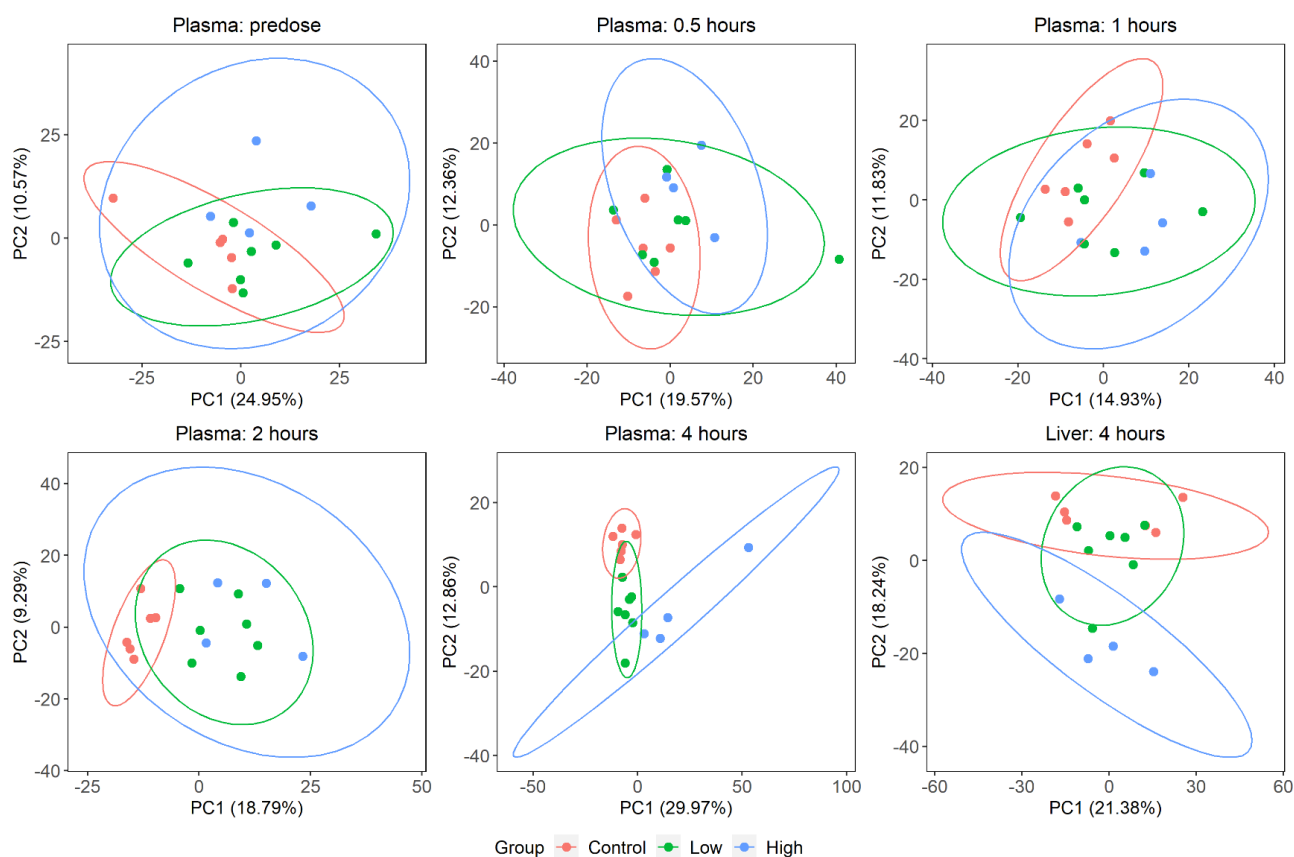 Plasma: predose
Plasma: 0.5 hours
Plasma: 1 hours
PC2 (10.57%)
25
0
-25
-25
0
25
PC1 (24.95%)
PC2 (12.36%)
40
20
0
-20
-20
0
20
40
PC1 (19.57%)
PC2 (11.83%)
20
0
-20
-40
-40
-20
0
20
40
PC1 (14.93%)
Plasma: 2 hours
Plasma: 4 hours
Liver: 4 hours
PC2 (9.29%)
40
20
0
-20
-40
-25
0
25
50
PC1 (18.79%)
PC2 (12.86%)
20
0
-20
-40
-50
0
50
100
PC1 (29.97%)
PC2 (18.24%)
20
0
-20
-40
-60
-30
0
30
60
PC1 (21.38%)
Group Control Low High